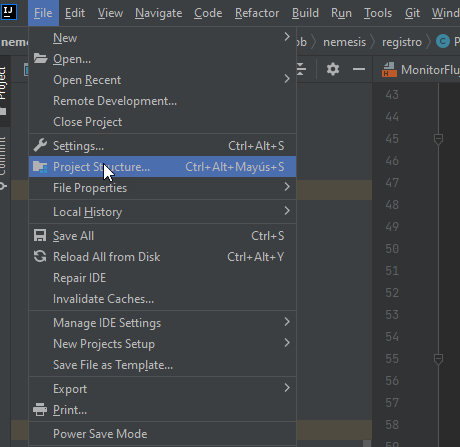 IJ File Edit View Navigate Code Refactor Build Run Tools Git Wind
nem New ob nemesis registro C P
Open...
Open Recent MonitorFluj
Remote Development... 43
Close Project 44
Settings... Ctrl+Alt+S 45
Project Structure... Ctrl+Alt+Mayús+S 46
File Properties 47
Local History 48
Save All Ctrl+S 49
Reload All from Disk Ctrl+Alt+Y 50
Repair IDE 51
Invalidate Caches... 52
Manage IDE Settings 53
New Projects Setup 54
Save File as Template... 55
Export 56
Print... 57
Power Save Mode 58
Project
Commit